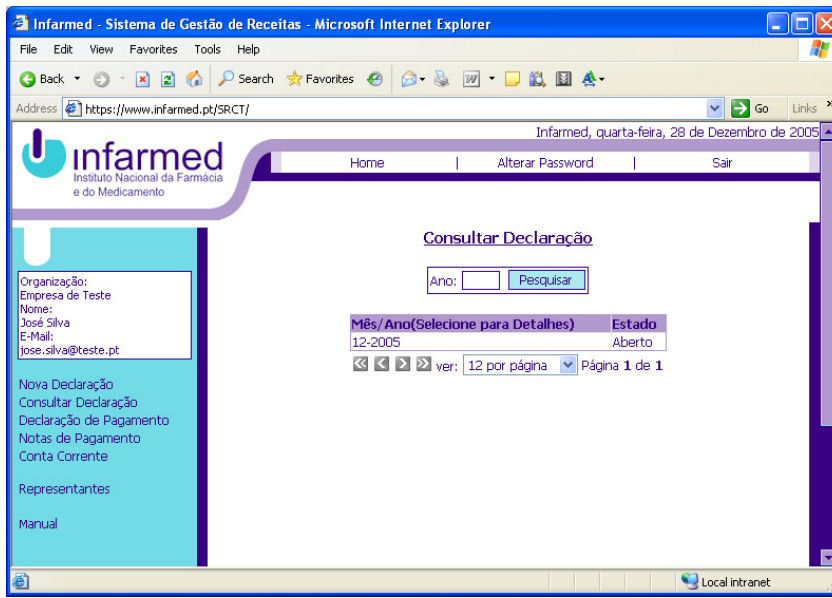 Infarmed - Sistema de Gestão de Receitas - Microsoft Internet Explorer
File Edit View Favorites Tools Help
Back Search Favorites
Address https://www.infarmed.pt/SRCT/ Go Links »
Infarmed, quarta-feira, 28 de Dezembro de 2005
infarmed
Instituto Nacional da Farmácia
e do Medicamento
Home | Alterar Password | Sair
Consultar Declaração
Ano: Pesquisar
Organização:
Empresa de Teste
Nome:
José Silva
E-Mail:
jose.silva@teste.pt
Mês/Ano(Selecione para Detalhes) Estado
12-2005 Aberto
ver: 12 por página Página 1 de 1
Nova Declaração
Consultar Declaração
Declaração de Pagamento
Notas de Pagamento
Conta Corrente
Representantes
Manual
Local intranet